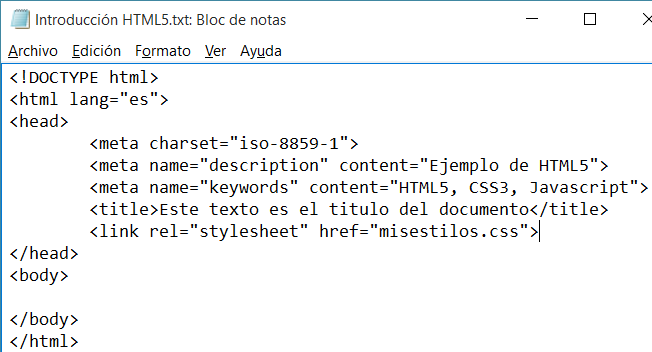 Introducción HTML5.txt: Bloc de notas
Archivo Edición Formato Ver Ayuda
<!DOCTYPE html>
<html lang="es">
<head>
<meta charset="iso-8859-1">
<meta name="description" content="Ejemplo de HTML5">
<meta name="keywords" content="HTML5, CSS3, Javascript">
<title>Este texto es el titulo del documento</title>
<link rel="stylesheet" href="misestilos.css">
</head>
<body>
</body>
</html>